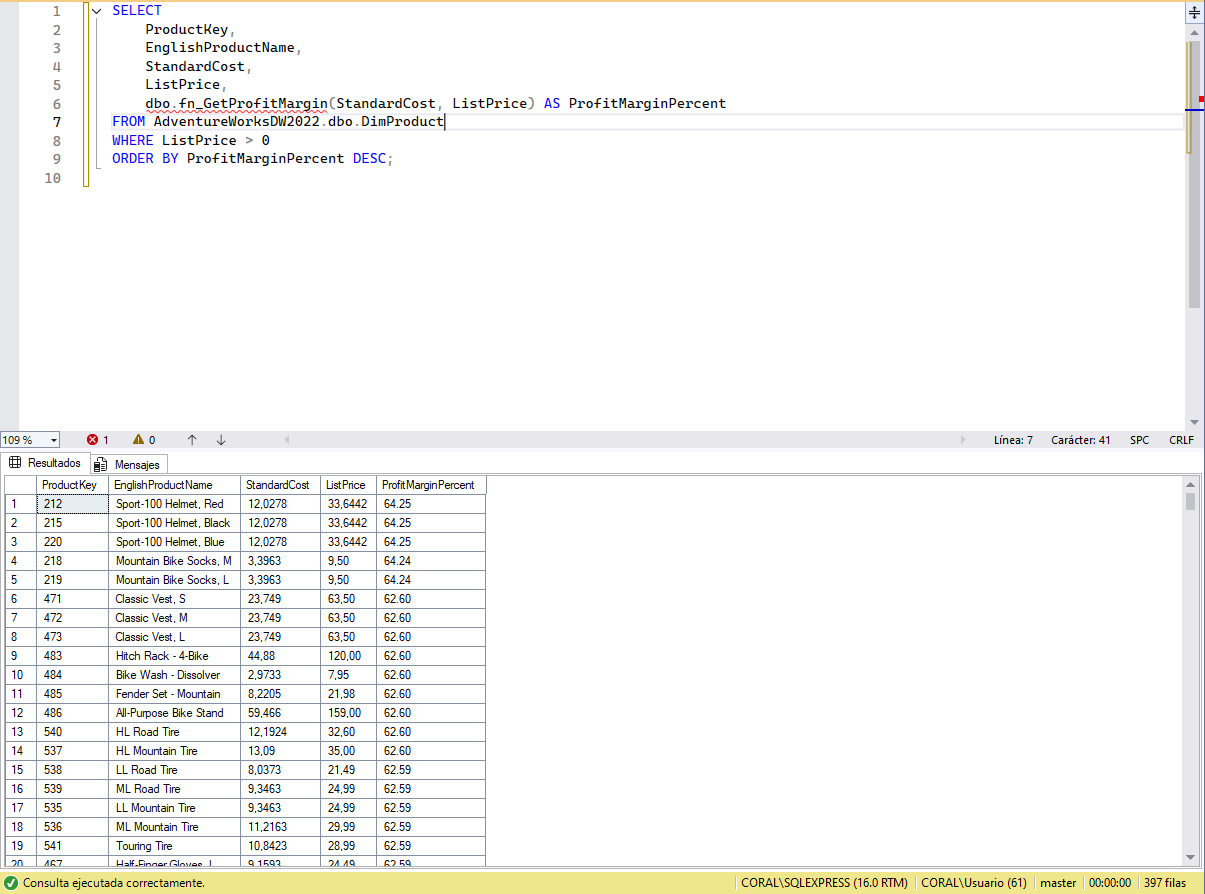 1 SELECT
2 ProductKey,
3 EnglishProductName,
4 StandardCost,
5 ListPrice,
6 dbo.fn_GetProfitMargin(StandardCost, ListPrice) AS ProfitMarginPercent
7 FROM AdventureWorksDW2022.dbo.DimProduct
8 WHERE ListPrice > 0
9 ORDER BY ProfitMarginPercent DESC;
10
109 % 1 0 Línea: 7 Carácter: 41 SPC CRLF
Resultados Mensajes
ProductKey EnglishProductName StandardCost ListPrice ProfitMarginPercent
1 212 Sport-100 Helmet, Red 12,0278 33,6442 64.25
2 215 Sport-100 Helmet, Black 12,0278 33,6442 64.25
3 220 Sport-100 Helmet, Blue 12,0278 33,6442 64.25
4 218 Mountain Bike Socks, M 3,3963 9,50 64.24
5 219 Mountain Bike Socks, L 3,3963 9,50 64.24
6 471 Classic Vest, S 23,749 63,50 62.60
7 472 Classic Vest, M 23,749 63,50 62.60
8 473 Classic Vest, L 23,749 63,50 62.60
9 483 Hitch Rack - 4-Bike 44,88 120,00 62.60
10 484 Bike Wash - Dissolver 2,9733 7,95 62.60
11 485 Fender Set - Mountain 8,2205 21,98 62.60
12 486 All-Purpose Bike Stand 59,466 159,00 62.60
13 540 HL Road Tire 12,1924 32,60 62.60
14 537 HL Mountain Tire 13,09 35,00 62.60
15 538 LL Road Tire 8,0373 21,49 62.59
16 539 ML Road Tire 9,3463 24,99 62.59
17 535 LL Mountain Tire 9,3463 24,99 62.59
18 536 ML Mountain Tire 11,2163 29,99 62.59
19 541 Touring Tire 10,8423 28,99 62.59
20 467 Half-Finger Gloves, L 9,1593 24,49 62.59
Consulta ejecutada correctamente. CORAL\SQLEXPRESS (16.0 RTM) CORAL\Usuario (61) master 00:00:00 397 filas